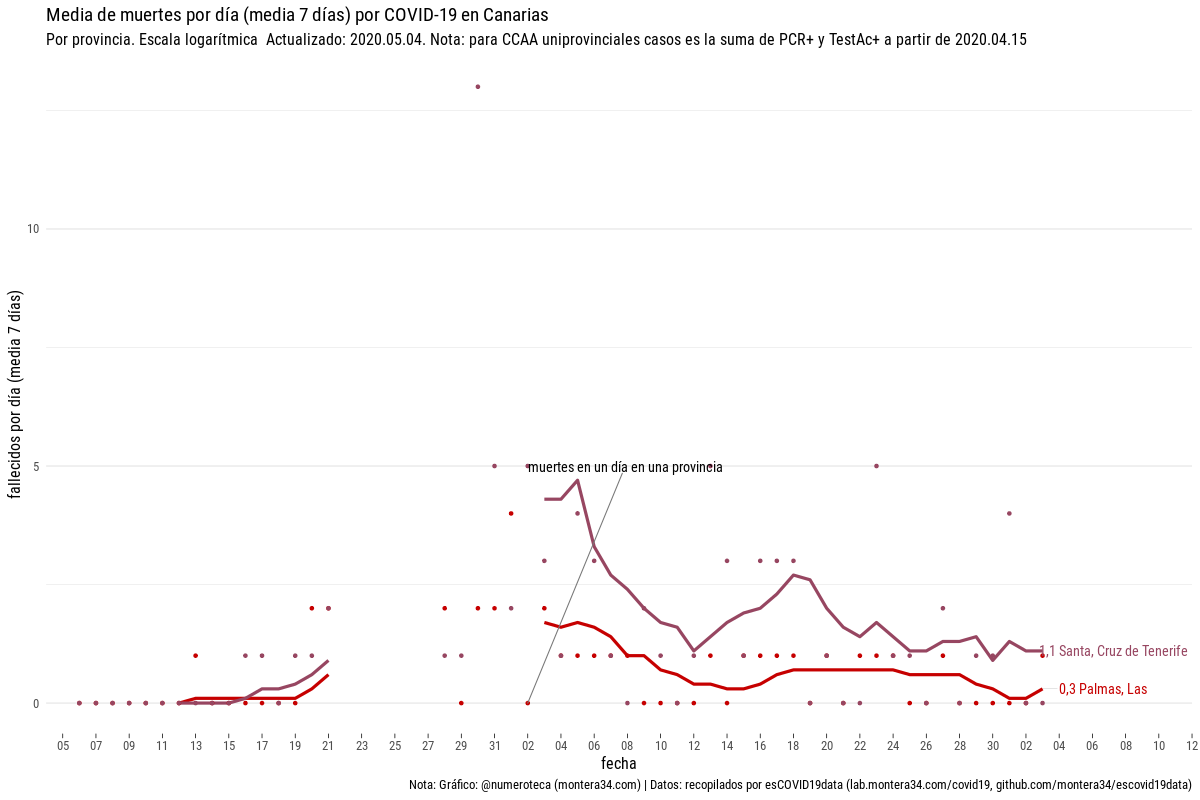 Media de muertes por día (media 7 días) por COVID-19 en Canarias
Por provincia. Escala logarítmica  Actualizado: 2020.05.04. Nota: para CCAA uniprovinciales casos es la suma de PCR+ y TestAc+ a partir de 2020.04.15
fallecidos por día (media 7 días)
10
5
0
muertes en un día en una provincia
1,1 Santa, Cruz de Tenerife
0,3 Palmas, Las
05 07 09 11 13 15 17 19 21 23 25 27 29 31 02 04 06 08 10 12 14 16 18 20 22 24 26 28 30 02 04 06 08 10 12
fecha
Nota: Gráfico: @numeroteca (montera34.com) | Datos: recopilados por esCOVID19data (lab.montera34.com/covid19, github.com/montera34/escovid19data)